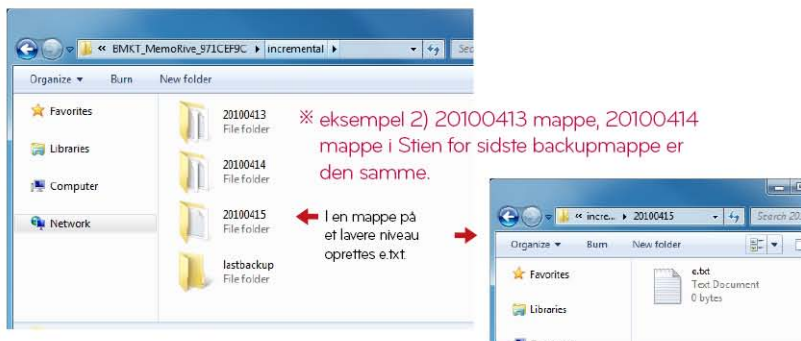 « BMKT_MemoRive_971CEF9C ▸ incremental ▸
Organize ▾ Burn New folder
Favorites
Libraries
Computer
Network
20100413
File folder
20100414
File folder
20100415
File folder
lastbackup
File folder
※ eksempel 2) 20100413 mappe, 20100414
mappe i Stien for sidste backupmappe er
den samme.
I en mappe på
et lavere niveau
oprettes e.txt.
« incre... ▸ 20100415
Search 20
Organize ▾ Burn New folder
Favorites
Libraries
e.txt
Text Document
0 bytes